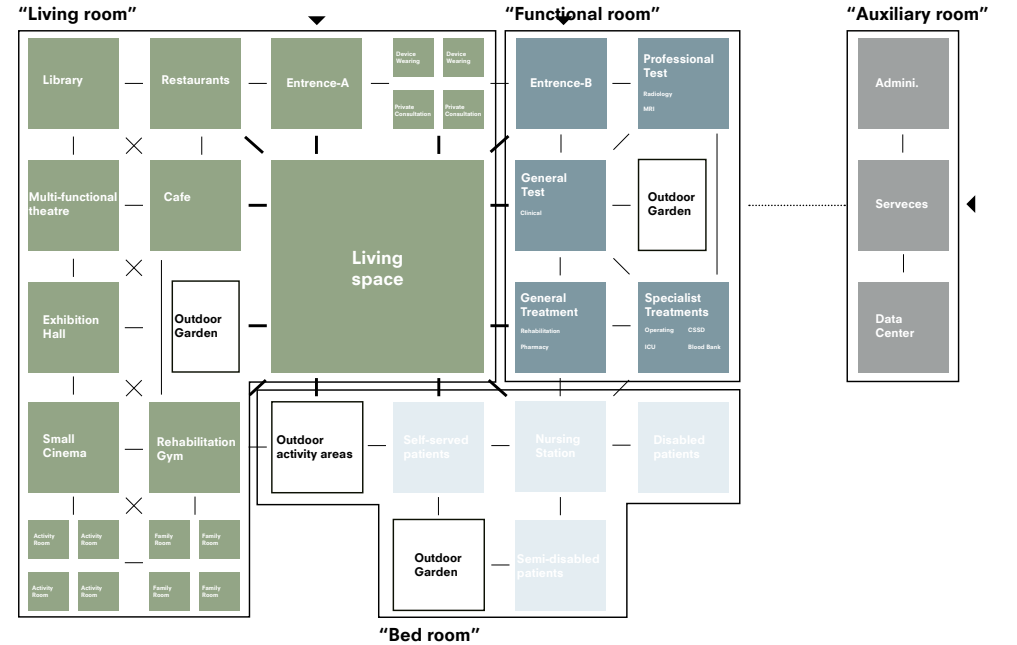 “Living room”
“Functional room”
“Auxiliary room”
Library
Restaurants
Entrence-A
Device
Wearing
Device
Wearing
Private
Consultation
Private
Consultation
Entrence-B
Professional
Test
Radiology
MRI
Admini.
Multi-functional
theatre
Cafe
Living
space
General
Test
Clinical
Outdoor
Garden
Serveces
Exhibition
Hall
Outdoor
Garden
General
Treatment
Rehabilitation
Pharmacy
Specialist
Treatments
Operating
CSSD
ICU
Blood Bank
Data
Center
Small
Cinema
Rehabilitation
Gym
Outdoor
activity areas
Self-served
patients
Nursing
Station
Disabled
patients
Activity
Room
Activity
Room
Family
Room
Family
Room
Activity
Room
Activity
Room
Family
Room
Family
Room
Outdoor
Garden
Semi-disabled
patients
“Bed room”